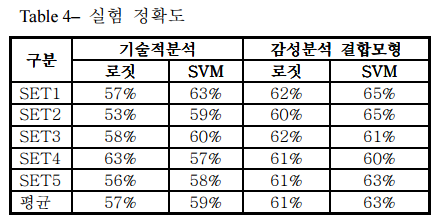 Table 4– 실험 정확도
구분 기술적분석 감성분석 결합모형
로짓 SVM 로짓 SVM
SET1 57% 63% 62% 65%
SET2 53% 59% 60% 65%
SET3 58% 60% 62% 61%
SET4 63% 57% 61% 60%
SET5 56% 58% 61% 63%
평균 57% 59% 61% 63%